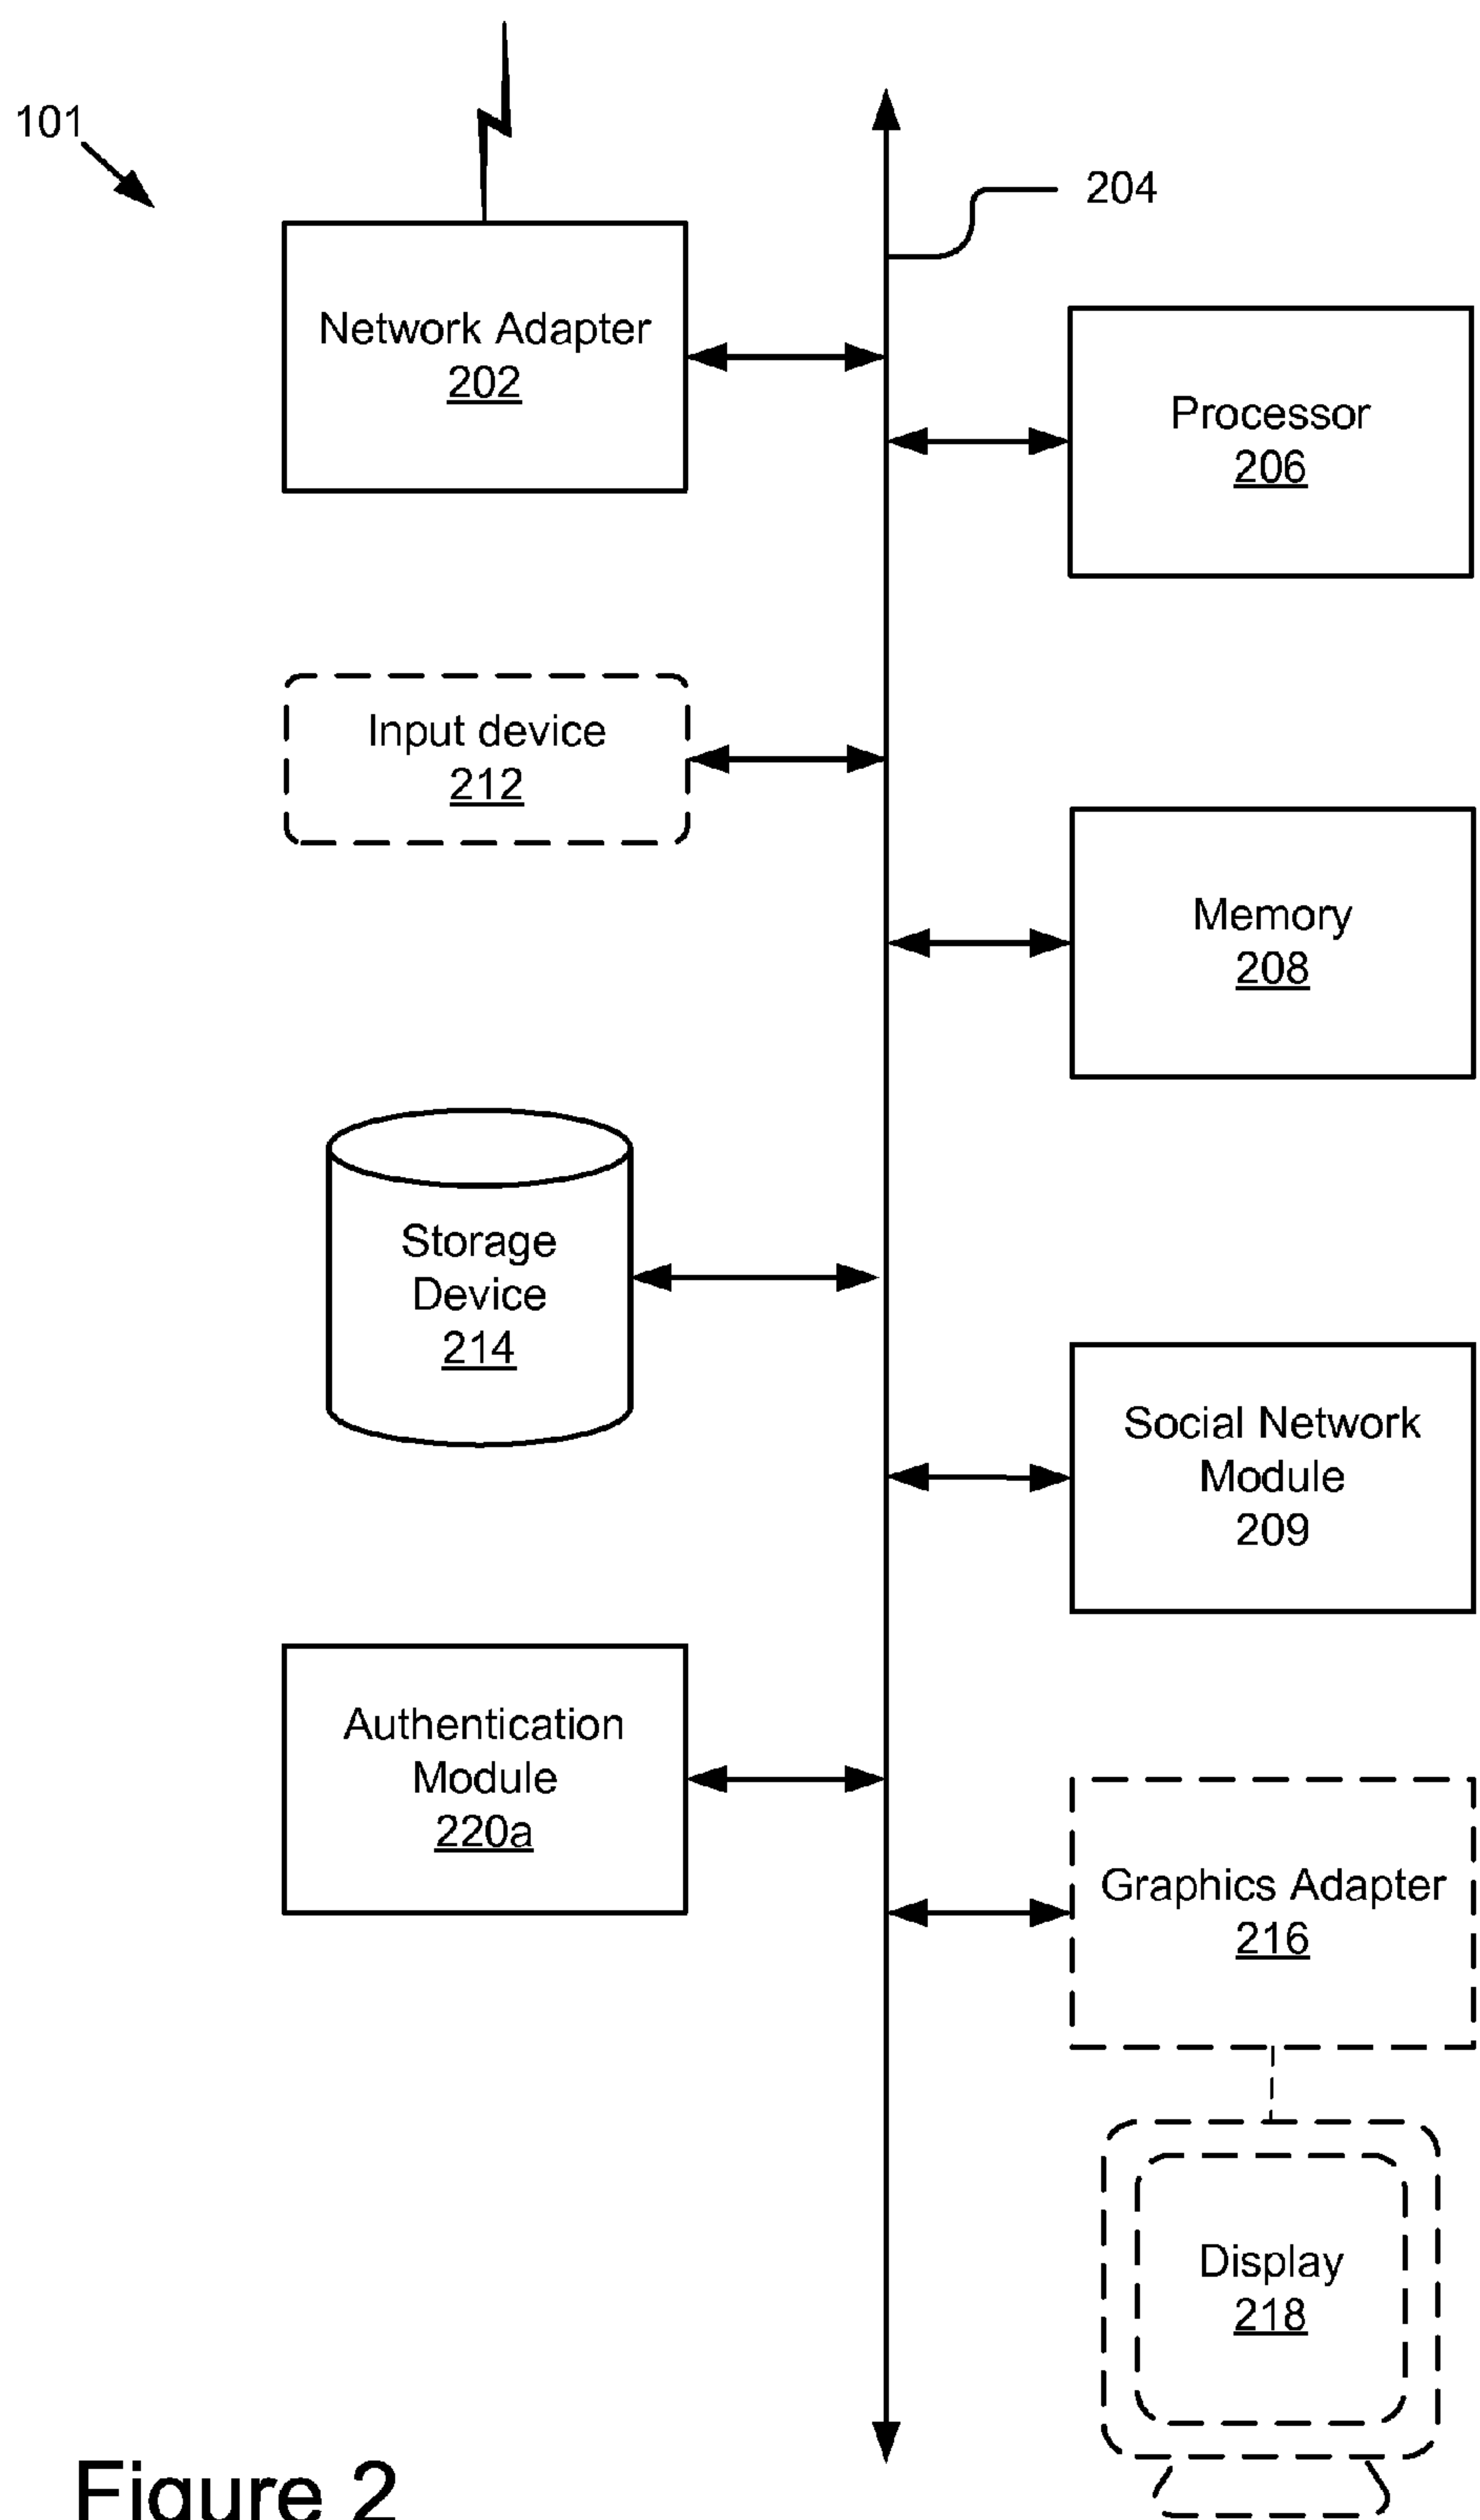 101
204
Network Adapter
202
Processor
206
Input device
212
Memory
208
Storage
Device
214
Social Network
Module
209
Authentication
Module
220a
Graphics Adapter
216
Display
218
Figure 2